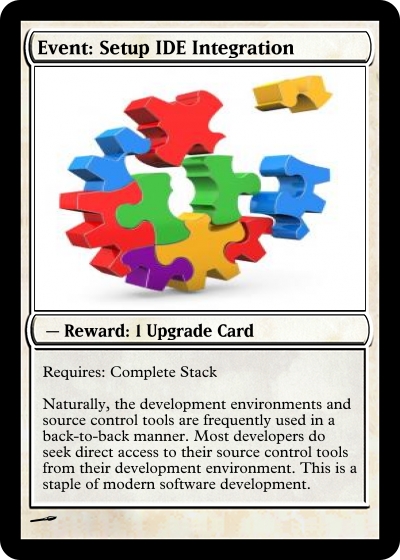 Event: Setup IDE Integration
— Reward: 1 Upgrade Card
Requires: Complete Stack
Naturally, the development environments and
source control tools are frequently used in a
back-to-back manner. Most developers do
seek direct access to their source control tools
from their development environment. This is a
staple of modern software development.